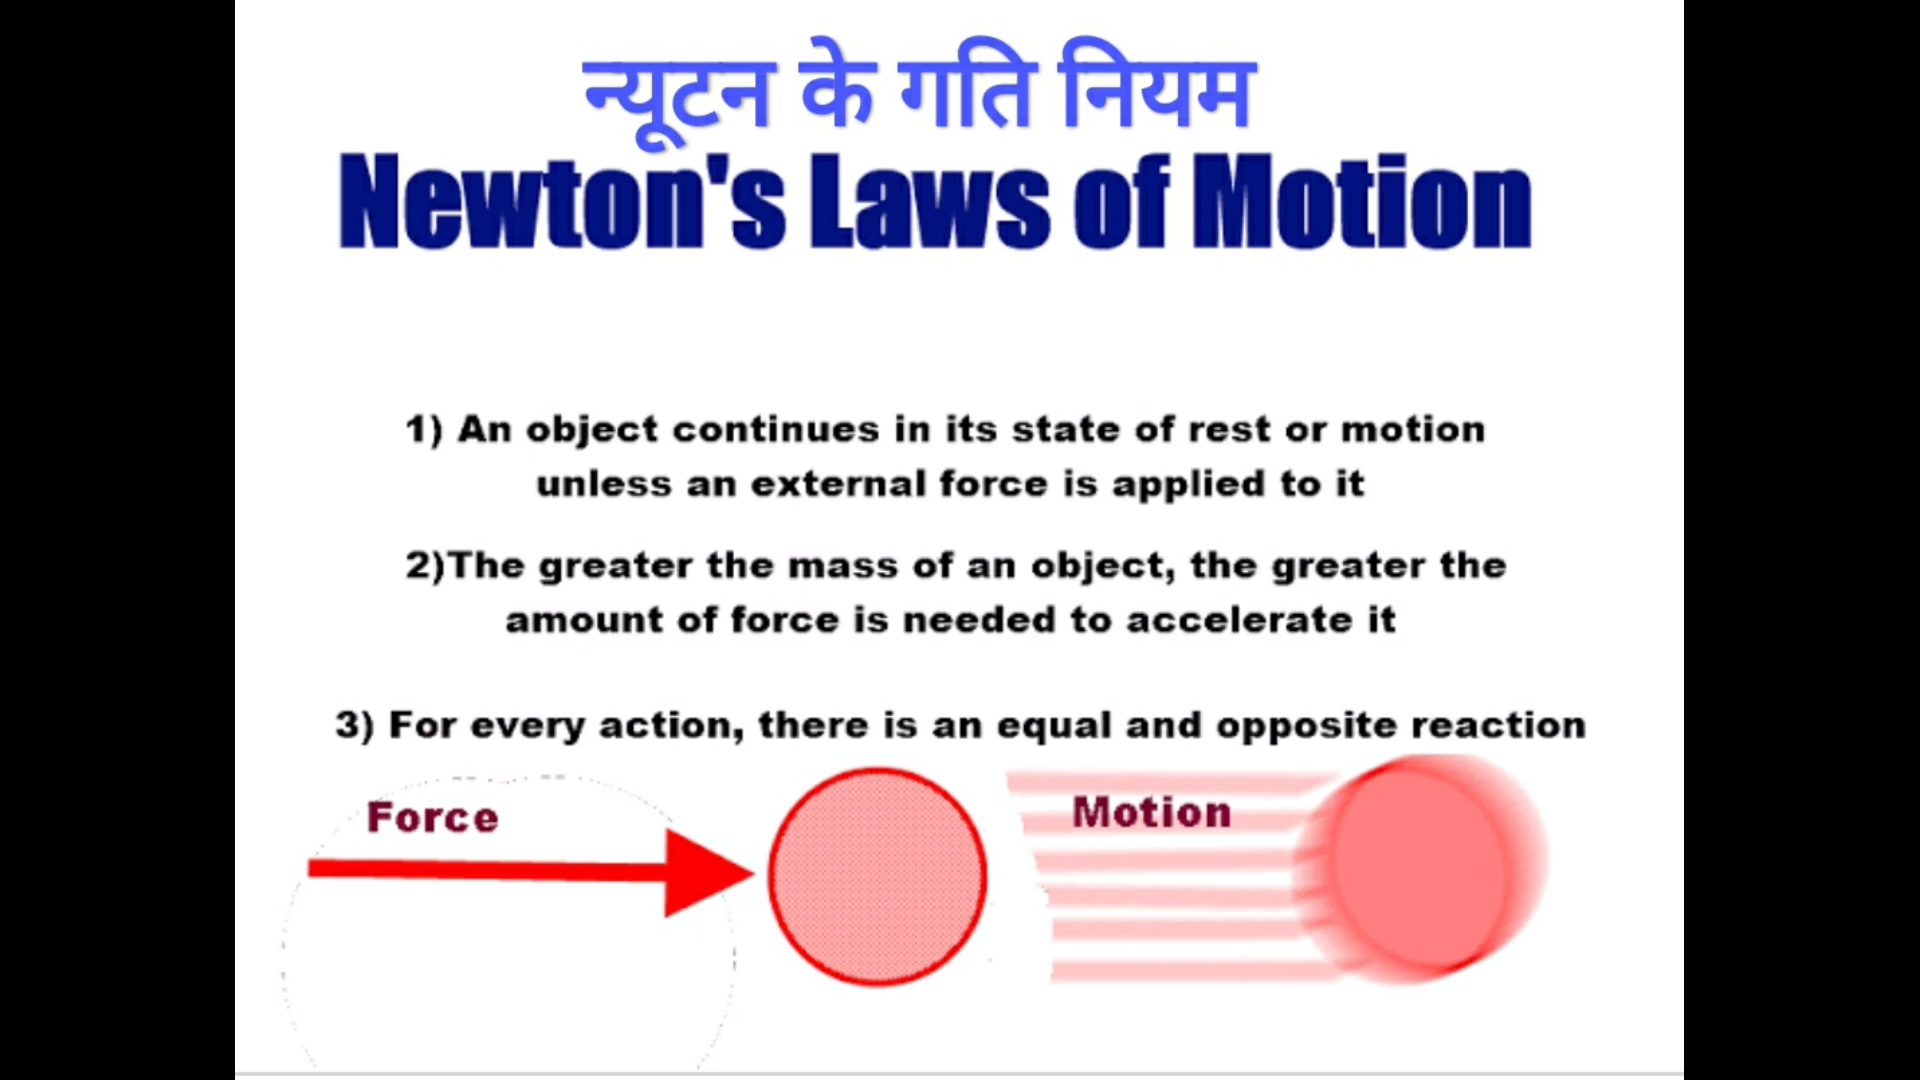 न्यूटन के गति नियम
Newton's Laws of Motion
1) An object continues in its state of rest or motion
unless an external force is applied to it
2)The greater the mass of an object, the greater the
amount of force is needed to accelerate it
3) For every action, there is an equal and opposite reaction
Force
Motion